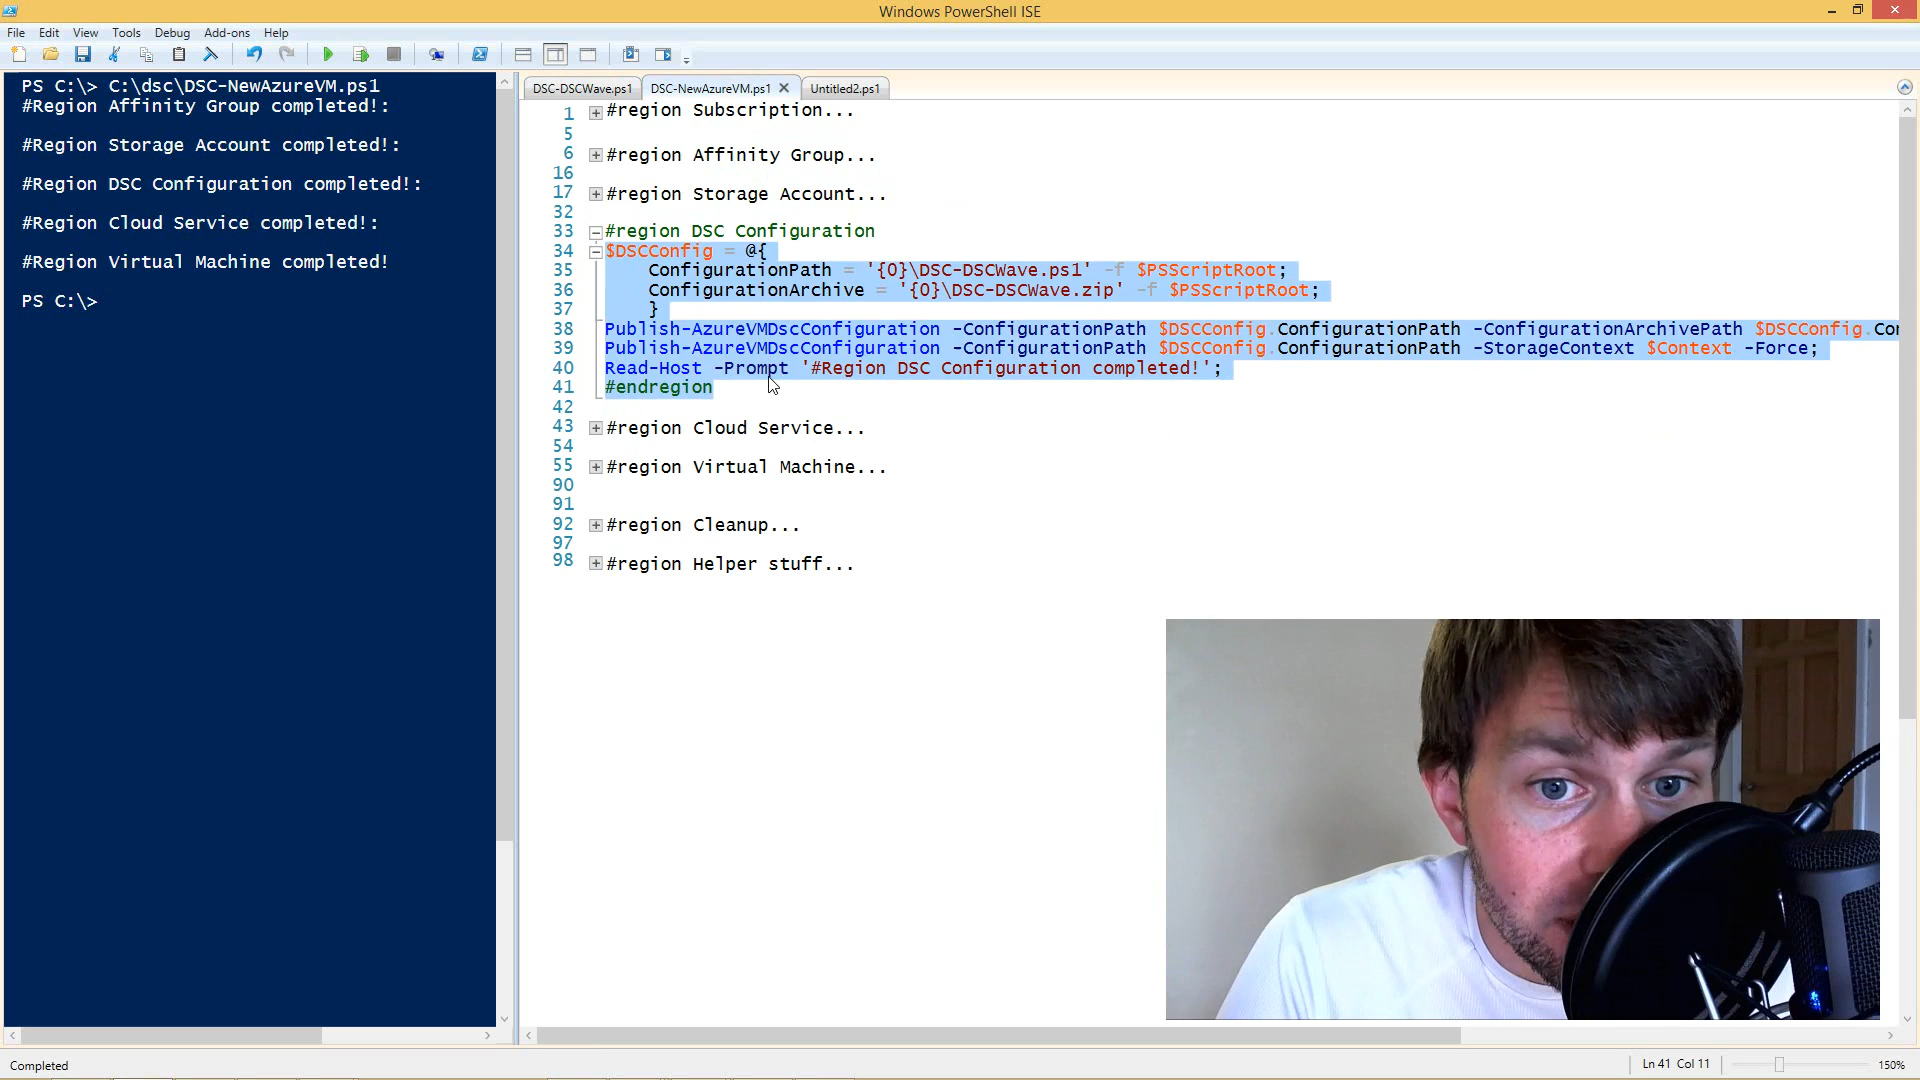 Windows PowerShell ISE
File Edit View Tools Debug Add-ons Help
PS C:\> C:\dsc\DSC-NewAzureVM.ps1
#Region Affinity Group completed!:
#Region Storage Account completed!:
#Region DSC Configuration completed!:
#Region Cloud Service completed!:
#Region Virtual Machine completed!
PS C:\>
DSC-DSCWave.ps1 DSC-NewAzureVM.ps1 Untitled2.ps1
1 #region Subscription...
5
6 #region Affinity Group...
16
17 #region Storage Account...
32
33 #region DSC Configuration
34 $DSCConfig = @{
35 ConfigurationPath = '{0}\DSC-DSCWave.ps1' -f $PSScriptRoot;
36 ConfigurationArchive = '{0}\DSC-DSCWave.zip' -f $PSScriptRoot;
37 }
38 Publish-AzureVMDscConfiguration -ConfigurationPath $DSCConfig.ConfigurationPath -ConfigurationArchivePath $DSCConfig.Co
39 Publish-AzureVMDscConfiguration -ConfigurationPath $DSCConfig.ConfigurationPath -StorageContext $Context -Force;
40 Read-Host -Prompt '#Region DSC Configuration completed!';
41 #endregion
42
43 #region Cloud Service...
54
55 #region Virtual Machine...
90
91
92 #region Cleanup...
97
98 #region Helper stuff...
Completed Ln 41 Col 11 150%